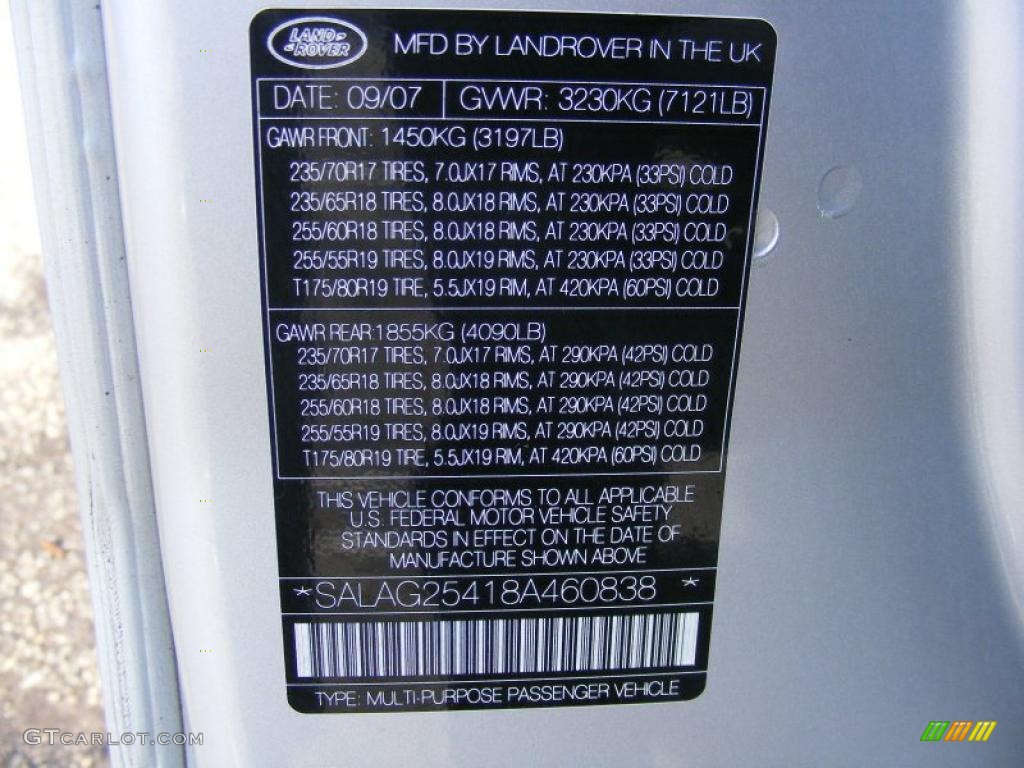 LAND-
-ROVER
MFD BY LANDROVER IN THE UK
DATE: 09/07 GVWR: 3230KG (7121LB)
GAWR FRONT: 1450KG (3197LB)
235/70R17 TIRES, 7.0JX17 RIMS, AT 230KPA (33PSI) COLD
235/65R18 TIRES, 8.0JX18 RIMS, AT 230KPA (33PSI) COLD
255/60R18 TIRES, 8.0JX18 RIMS, AT 230KPA (33PSI) COLD
255/55R19 TIRES, 8.0JX19 RIMS, AT 230KPA (33PSI) COLD
T175/80R19 TIRE, 5.5JX19 RIM, AT 420KPA (60PSI) COLD
GAWR REAR:1855KG (4090LB)
235/70R17 TIRES, 7.0JX17 RIMS, AT 290KPA (42PSI) COLD
235/65R18 TIRES, 8.0JX18 RIMS, AT 290KPA (42PSI) COLD
255/60R18 TIRES, 8.0JX18 RIMS, AT 290KPA (42PSI) COLD
255/55R19 TIRES, 8.0JX19 RIMS, AT 290KPA (42PSI) COLD
T175/80R19 TIRE, 5.5JX19 RIM, AT 420KPA (60PSI) COLD
THIS VEHICLE CONFORMS TO ALL APPLICABLE
U.S. FEDERAL MOTOR VEHICLE SAFETY
STANDARDS IN EFFECT ON THE DATE OF
MANUFACTURE SHOWN ABOVE
*SALAG25418A460838 *
TYPE: MULTI-PURPOSE PASSENGER VEHICLE
GTCARLOT.COM